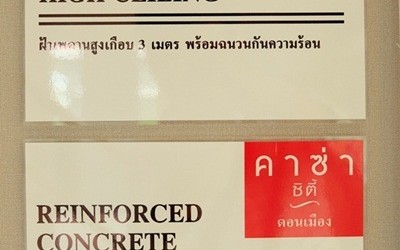 HIGH CEILING
ฝ้าเพดานสูงเกือบ 3 เมตร พร้อมฉนวนกันความร้อน
คาซ่า
ซิตี้
ดอนเมือง
REINFORCED
CONCRETE